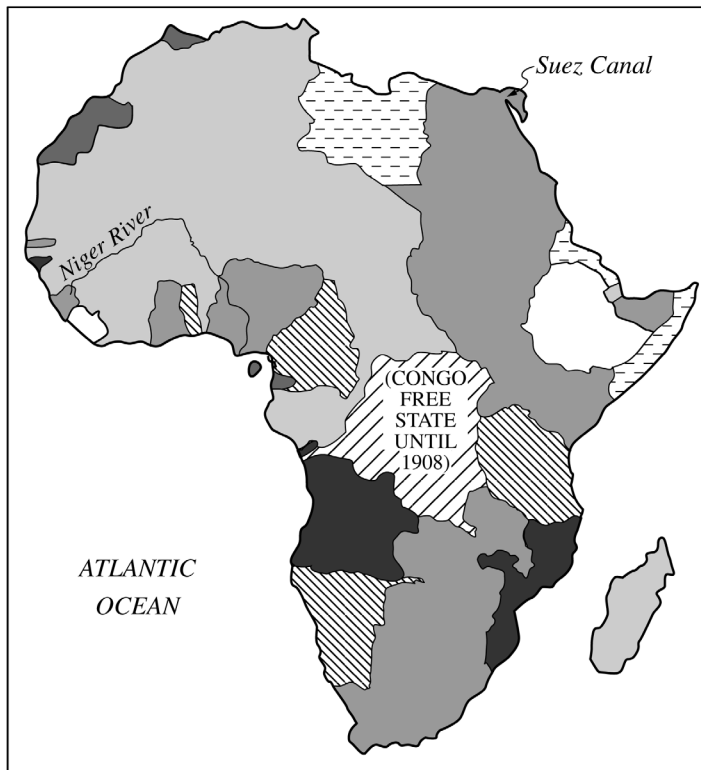 Suez Canal
Niger River
(CONGO
FREE
STATE
UNTIL
1908)
ATLANTIC
OCEAN